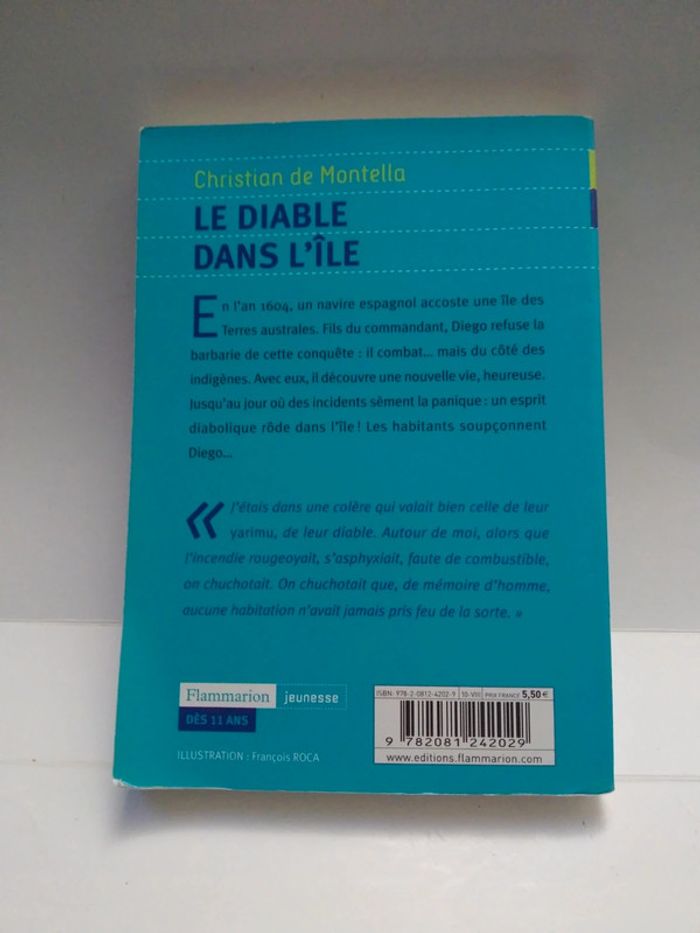 Christian de Montella
LE DIABLE
DANS L'ÎLE
En l'an 1604, un navire espagnol accoste une île des
Terres australes. Fils du commandant, Diego refuse la
barbarie de cette conquête : il combat... mais du côté des
indigènes. Avec eux, il découvre une nouvelle vie, heureuse.
Jusqu'au jour où des incidents sèment la panique : un esprit
diabolique rôde dans l'île ! Les habitants soupçonnent
Diego...
« J'étais dans une colère qui valait bien celle de leur
yarimu, de leur diable. Autour de moi, alors que
l'incendie rougeoyait, s'asphyxiait, faute de combustible,
on chuchotait. On chuchotait que, de mémoire d'homme,
aucune habitation n'avait jamais pris feu de la sorte. »
Flammarion jeunesse
DÈS 11 ANS
ILLUSTRATION : François ROCA
ISBN: 978-2-0812-4202-9 10-VIII PRIX FRANCE 5,50 €
9 782081 242029
www.editions.flammarion.com